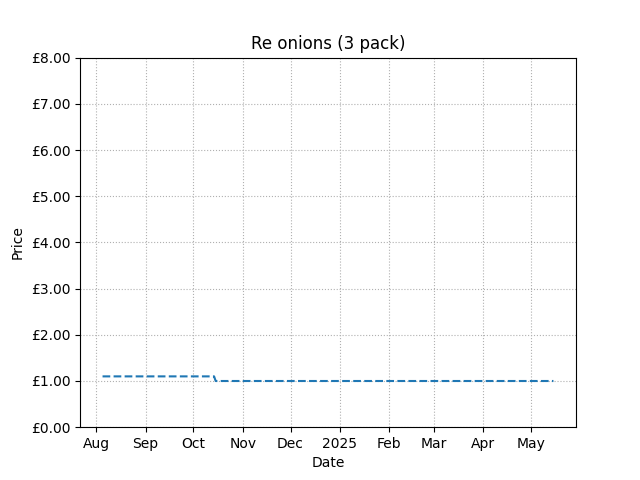 Re onions (3 pack)
£8.00
£7.00
£6.00
£5.00
£4.00
£3.00
£2.00
£1.00
£0.00
Price
Aug Sep Oct Nov Dec 2025 Feb Mar Apr May
Date